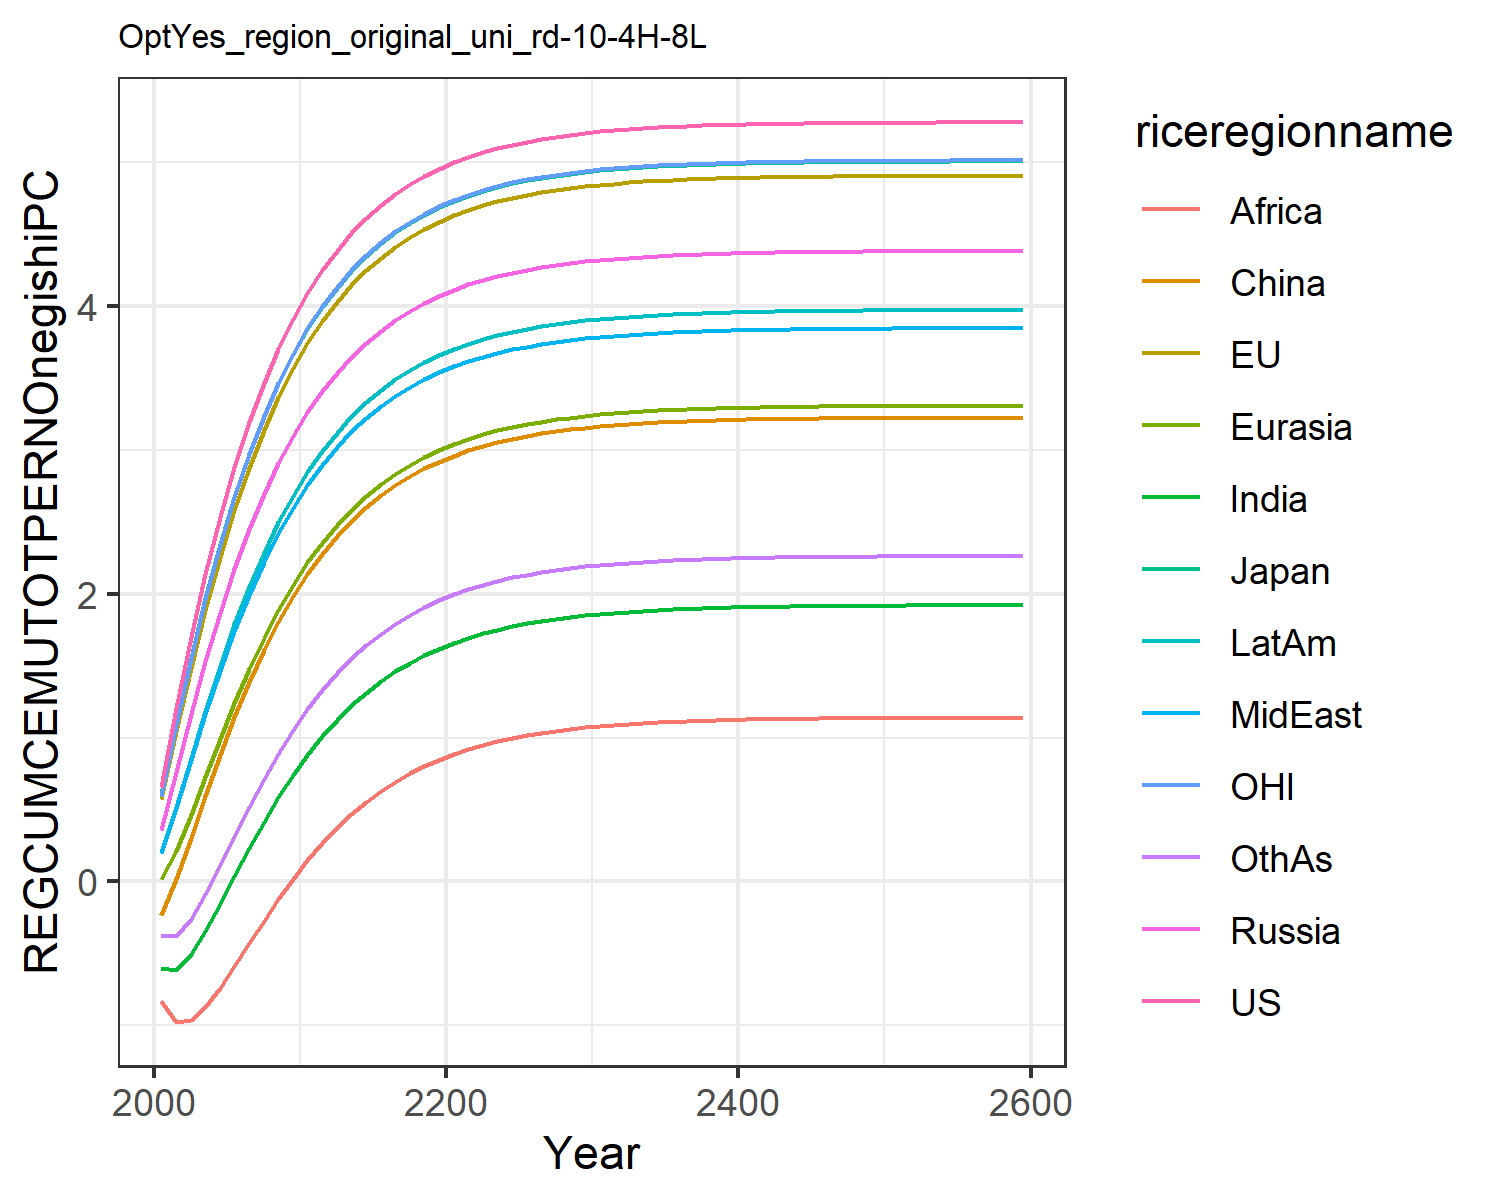 OptYes_region_original_uni_rd-10-4H-8L
REGCUMCEMUTOTPERNOnegishiPC
4
2
0
2000 2200 2400 2600
Year
riceregionname
Africa
China
EU
Eurasia
India
Japan
LatAm
MidEast
OHI
OthAs
Russia
US